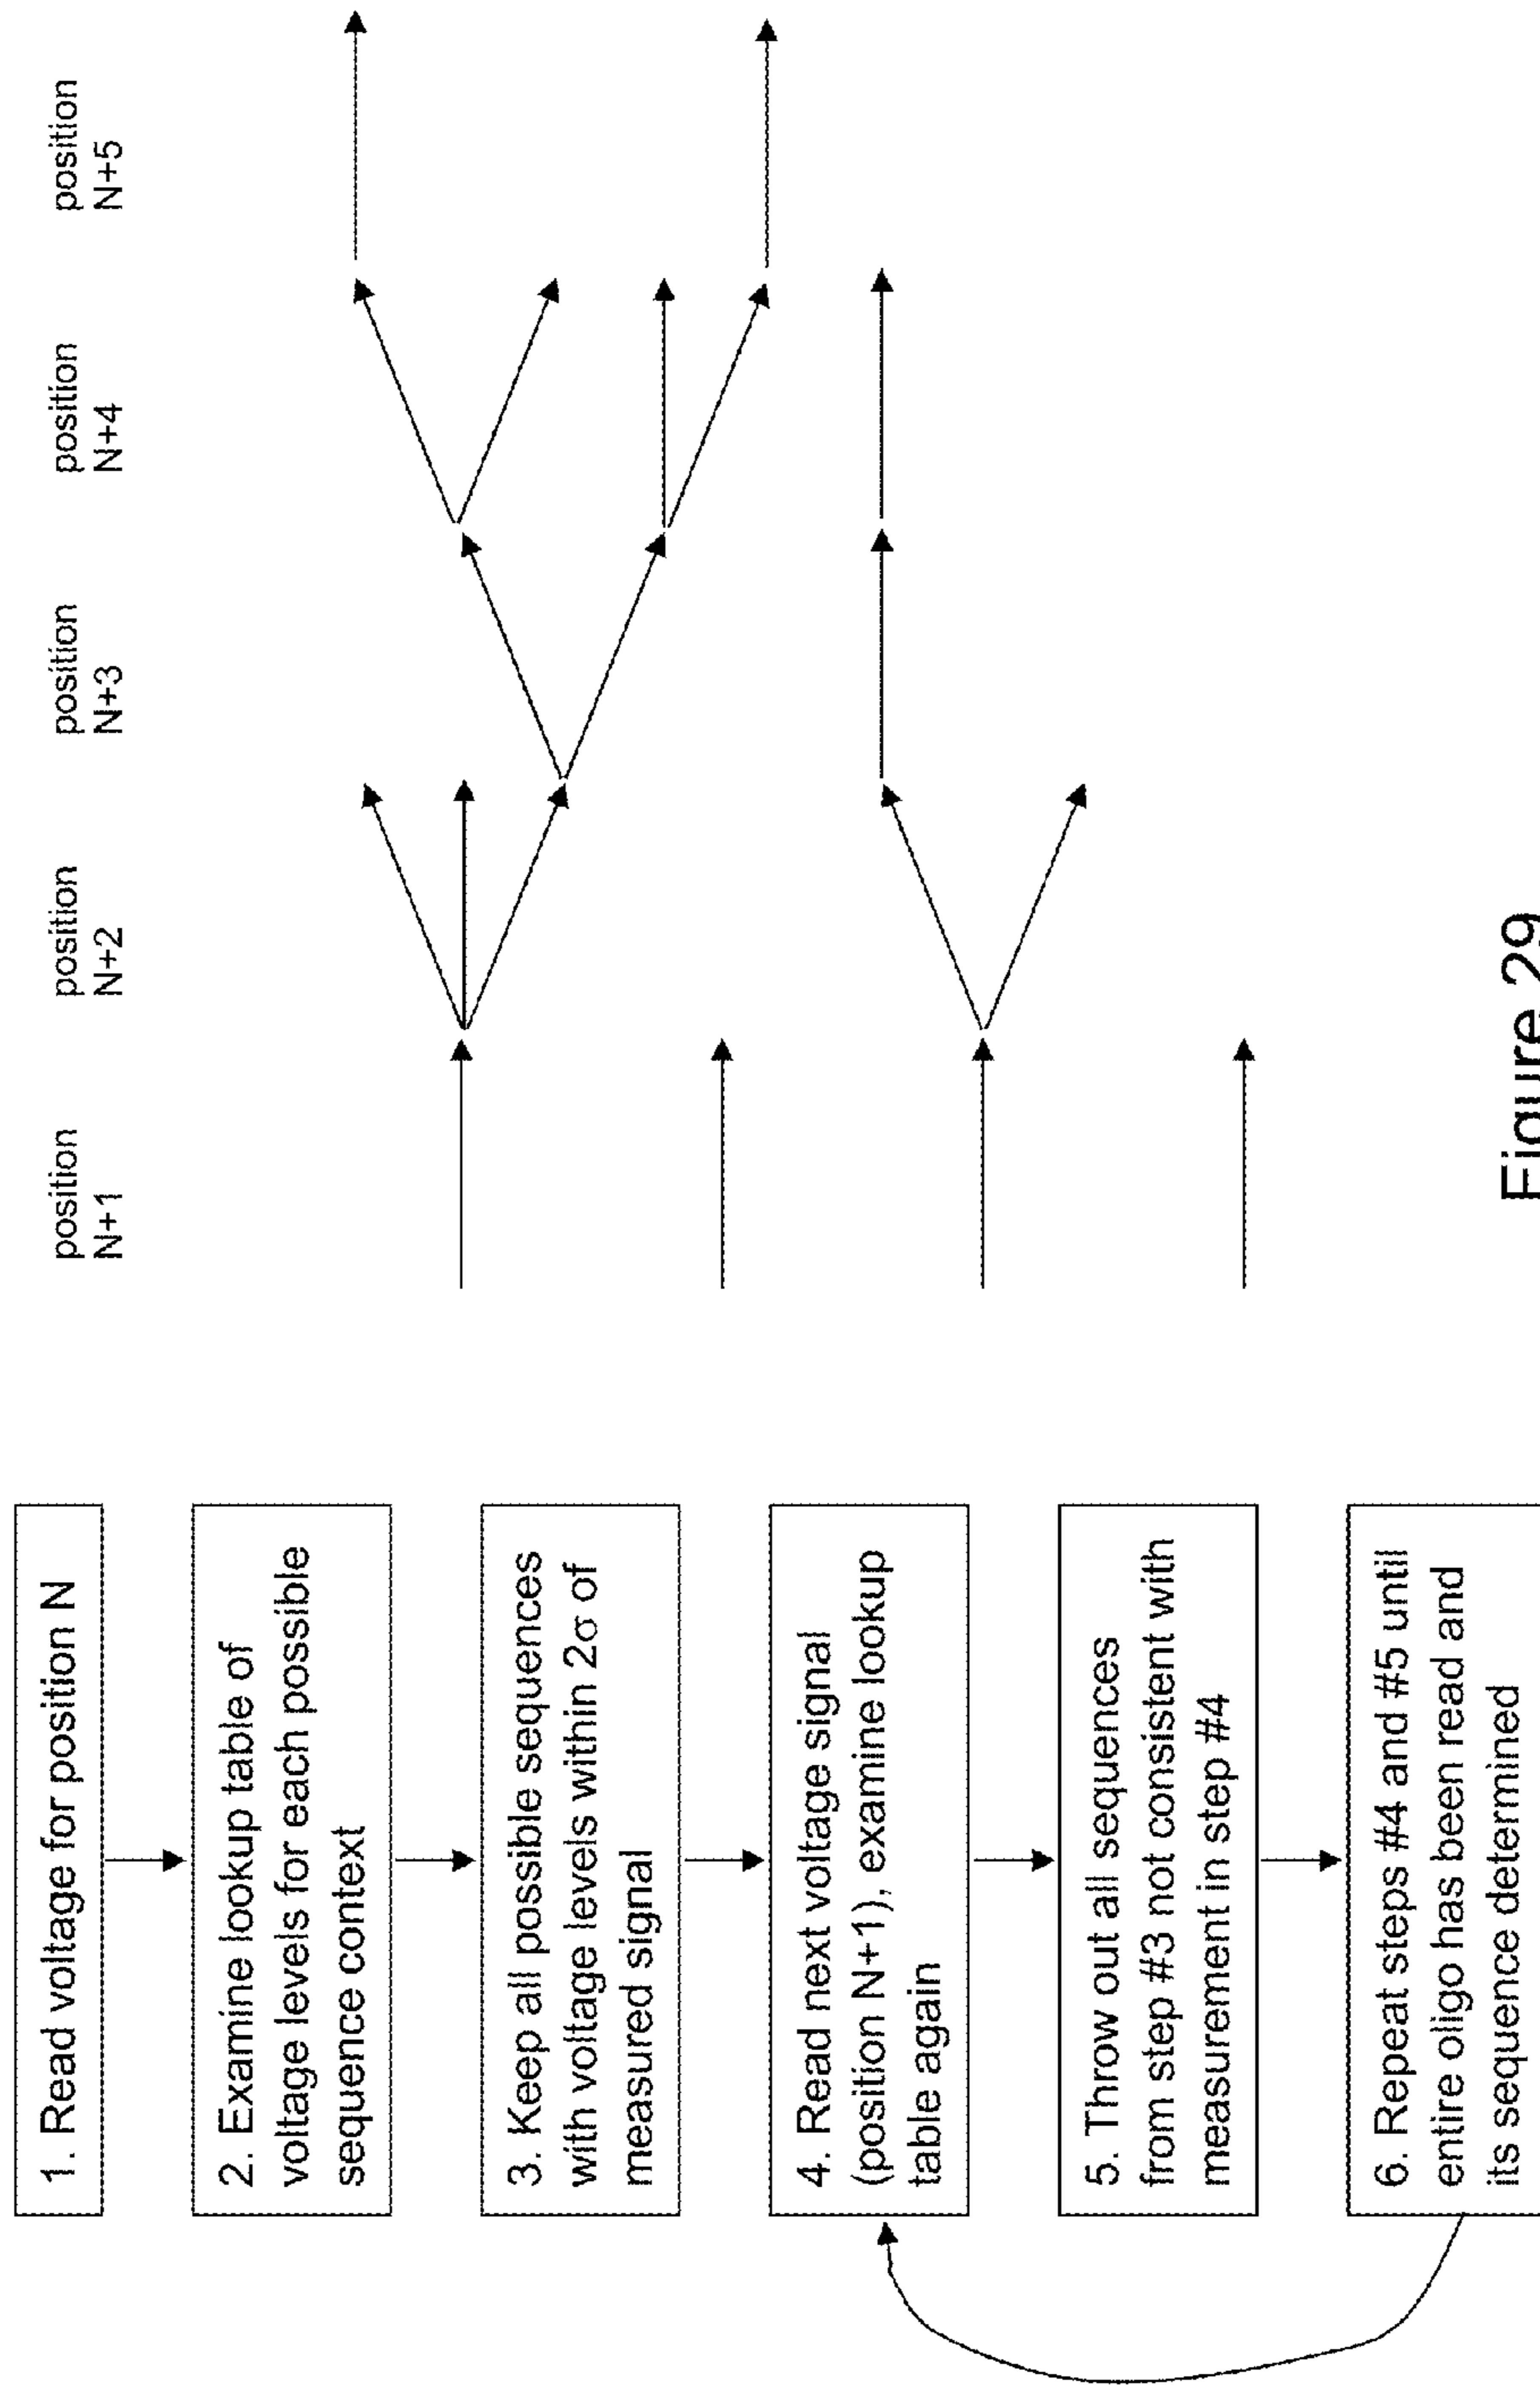 1. Read voltage for position N
2. Examine lookup table of
voltage levels for each possible
sequence context
3. Keep all possible sequences
with voltage levels within 2σ of
measured signal
4. Read next voltage signal
(position N+1), examine lookup
table again
5. Throw out all sequences
from step #3 not consistent with
measurement in step #4
6. Repeat steps #4 and #5 until
entire oligo has been read and
its sequence determined
position
N+1
position
N+2
position
N+3
position
N+4
position
N+5
Figure 29